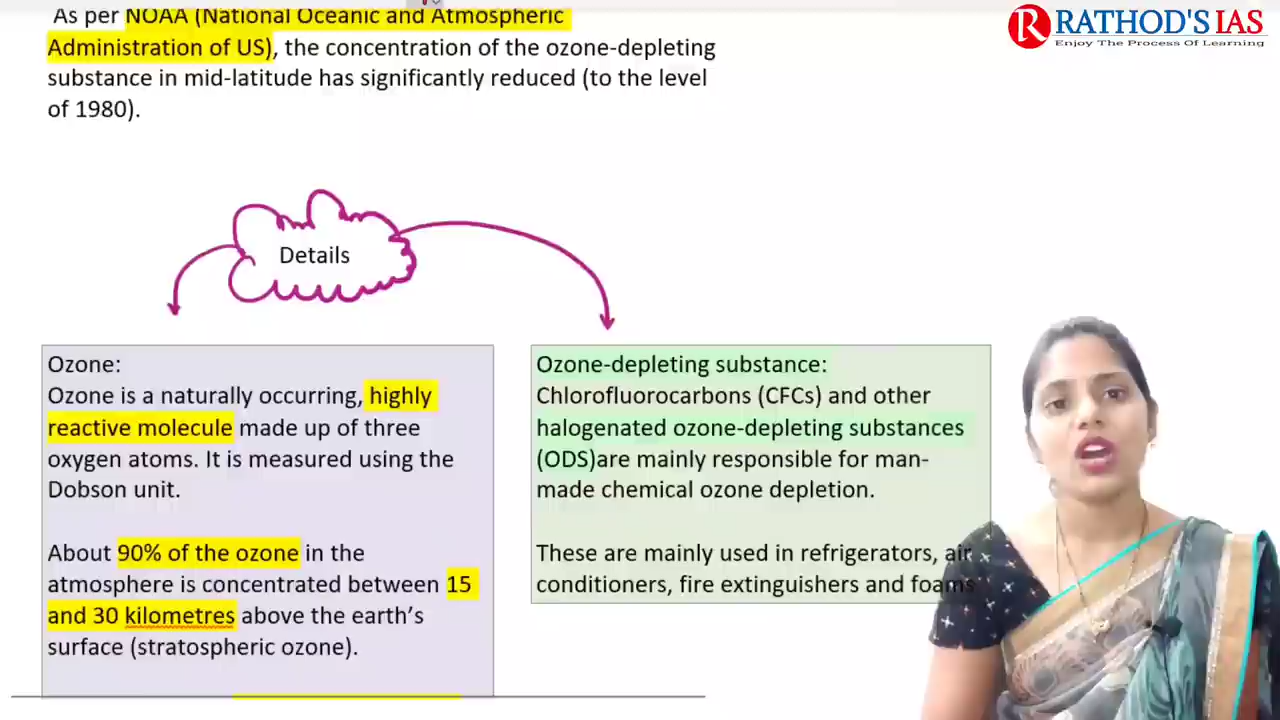 As per NOAA (National Oceanic and Atmospheric
Administration of US), the concentration of the ozone-depleting
substance in mid-latitude has significantly reduced (to the level
of 1980).
R RATHOD'S IAS
Enjoy The Process Of Learning
Details
Ozone:
Ozone is a naturally occurring, highly
reactive molecule made up of three
oxygen atoms. It is measured using the
Dobson unit.
About 90% of the ozone in the
atmosphere is concentrated between 15
and 30 kilometres above the earth’s
surface (stratospheric ozone).
Ozone-depleting substance:
Chlorofluorocarbons (CFCs) and other
halogenated ozone-depleting substances
(ODS)are mainly responsible for man-
made chemical ozone depletion.
These are mainly used in refrigerators, air
conditioners, fire extinguishers and foams